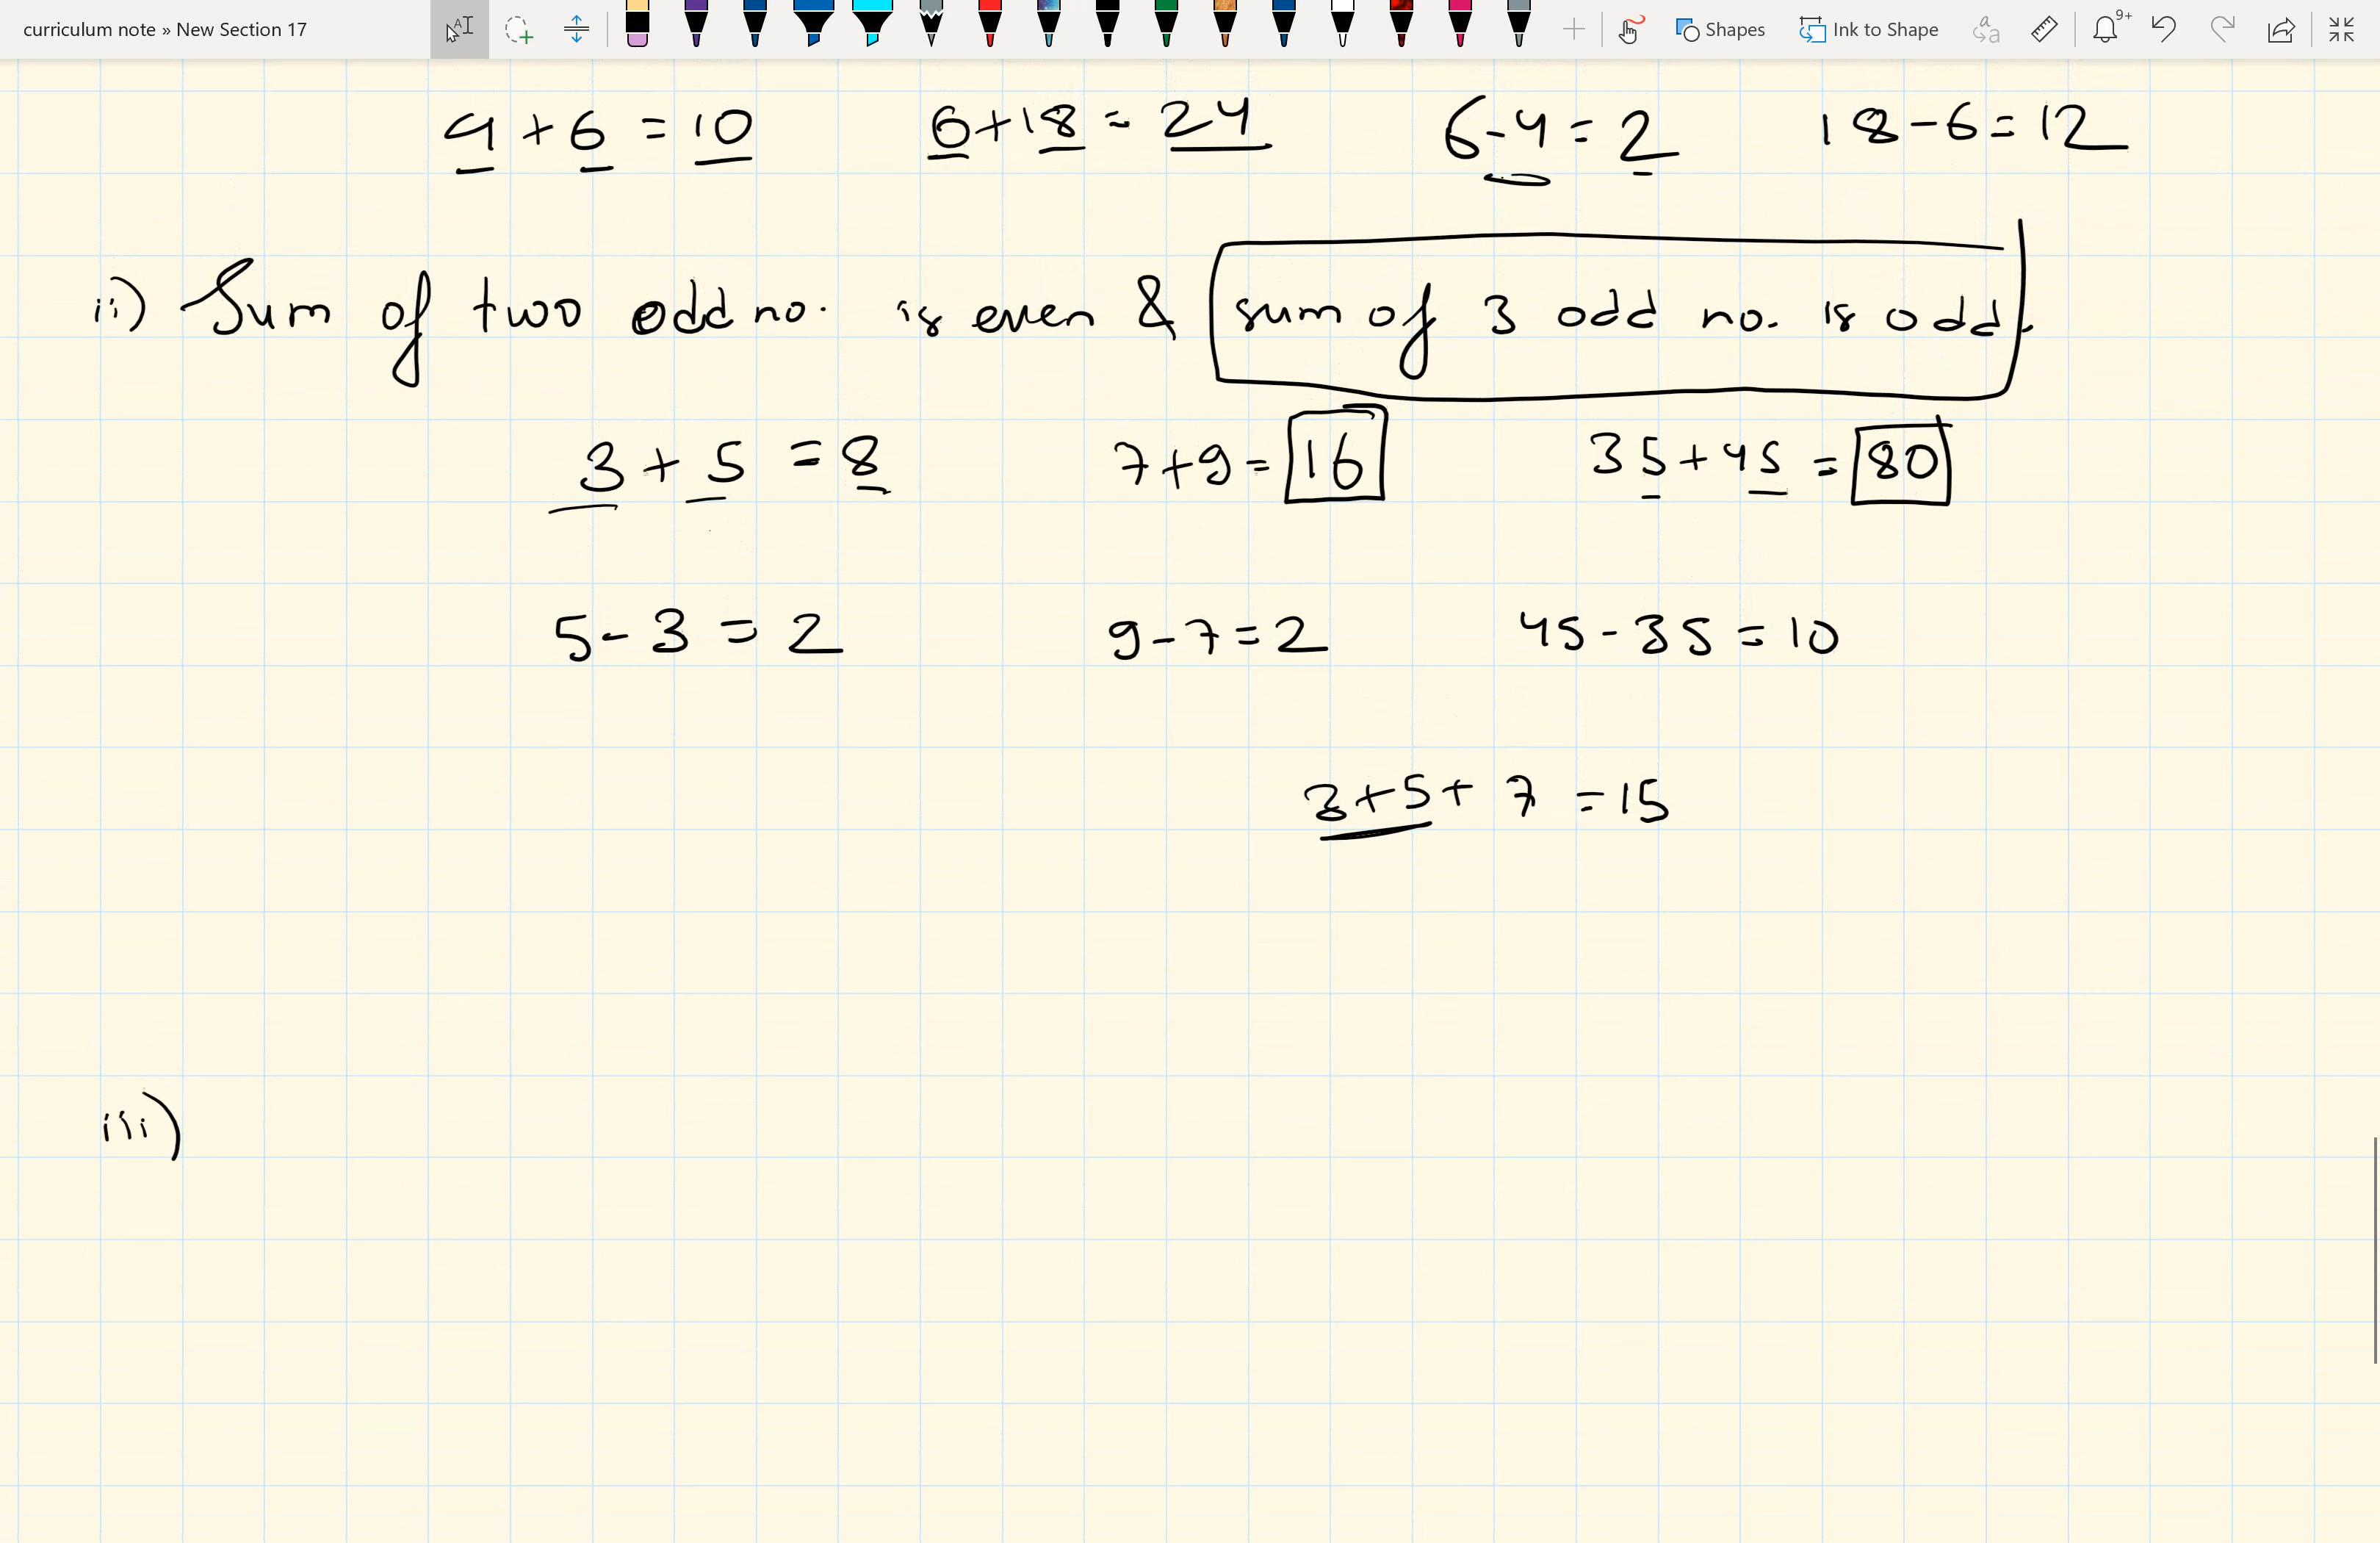 curriculum note » New Section 17 Shapes Ink to Shape 9+
4 + 6 = 10 6+18 = 24 6-4 = 2 18-6=12
ii) Sum of two odd no. is even & sum of 3 odd no. is odd.
3 + 5 = 8 7+9= 16 35+45 = 80
5- 3 = 2 9-7=2 45-35=10
3+5+ 7 =15
iii)